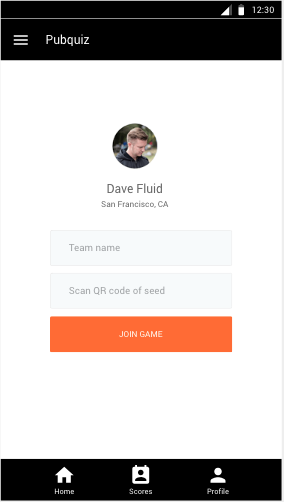 12:30
Pubquiz
Dave Fluid
San Francisco, CA
Team name
Scan QR code of seed
JOIN GAME
Home Scores Profile